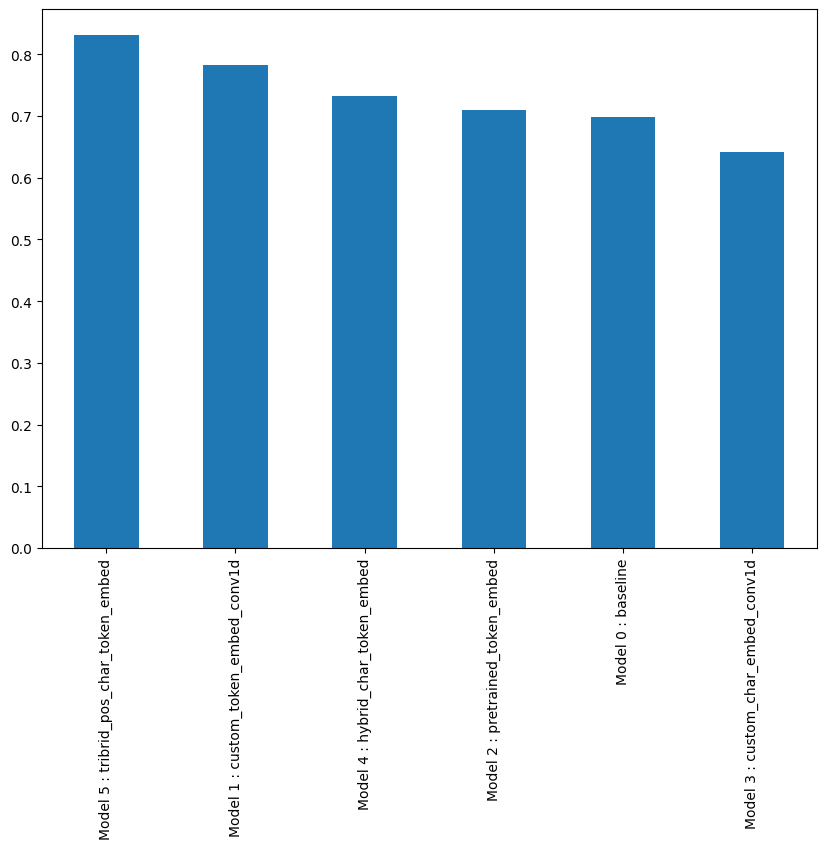 0.8
0.7
0.6
0.5
0.4
0.3
0.2
0.1
0.0
Model 5 : tribrid_pos_char_token_embed
Model 1 : custom_token_embed_conv1d
Model 4 : hybrid_char_token_embed
Model 2 : pretrained_token_embed
Model 0 : baseline
Model 3 : custom_char_embed_conv1d